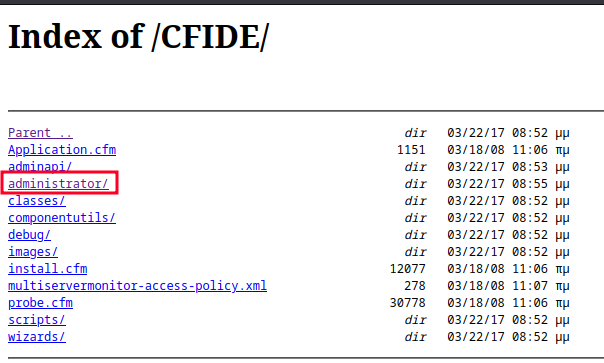 Index of /CFIDE/
Parent .. dir 03/22/17 08:52 μμ
Application.cfm 1151 03/18/08 11:06 πμ
adminapi/ dir 03/22/17 08:53 μμ
administrator/ dir 03/22/17 08:55 μμ
classes/ dir 03/22/17 08:52 μμ
componentutils/ dir 03/22/17 08:52 μμ
debug/ dir 03/22/17 08:52 μμ
images/ dir 03/22/17 08:52 μμ
install.cfm 12077 03/18/08 11:06 πμ
multiservermonitor-access-policy.xml 278 03/18/08 11:07 πμ
probe.cfm 30778 03/18/08 11:06 πμ
scripts/ dir 03/22/17 08:52 μμ
wizards/ dir 03/22/17 08:52 μμ